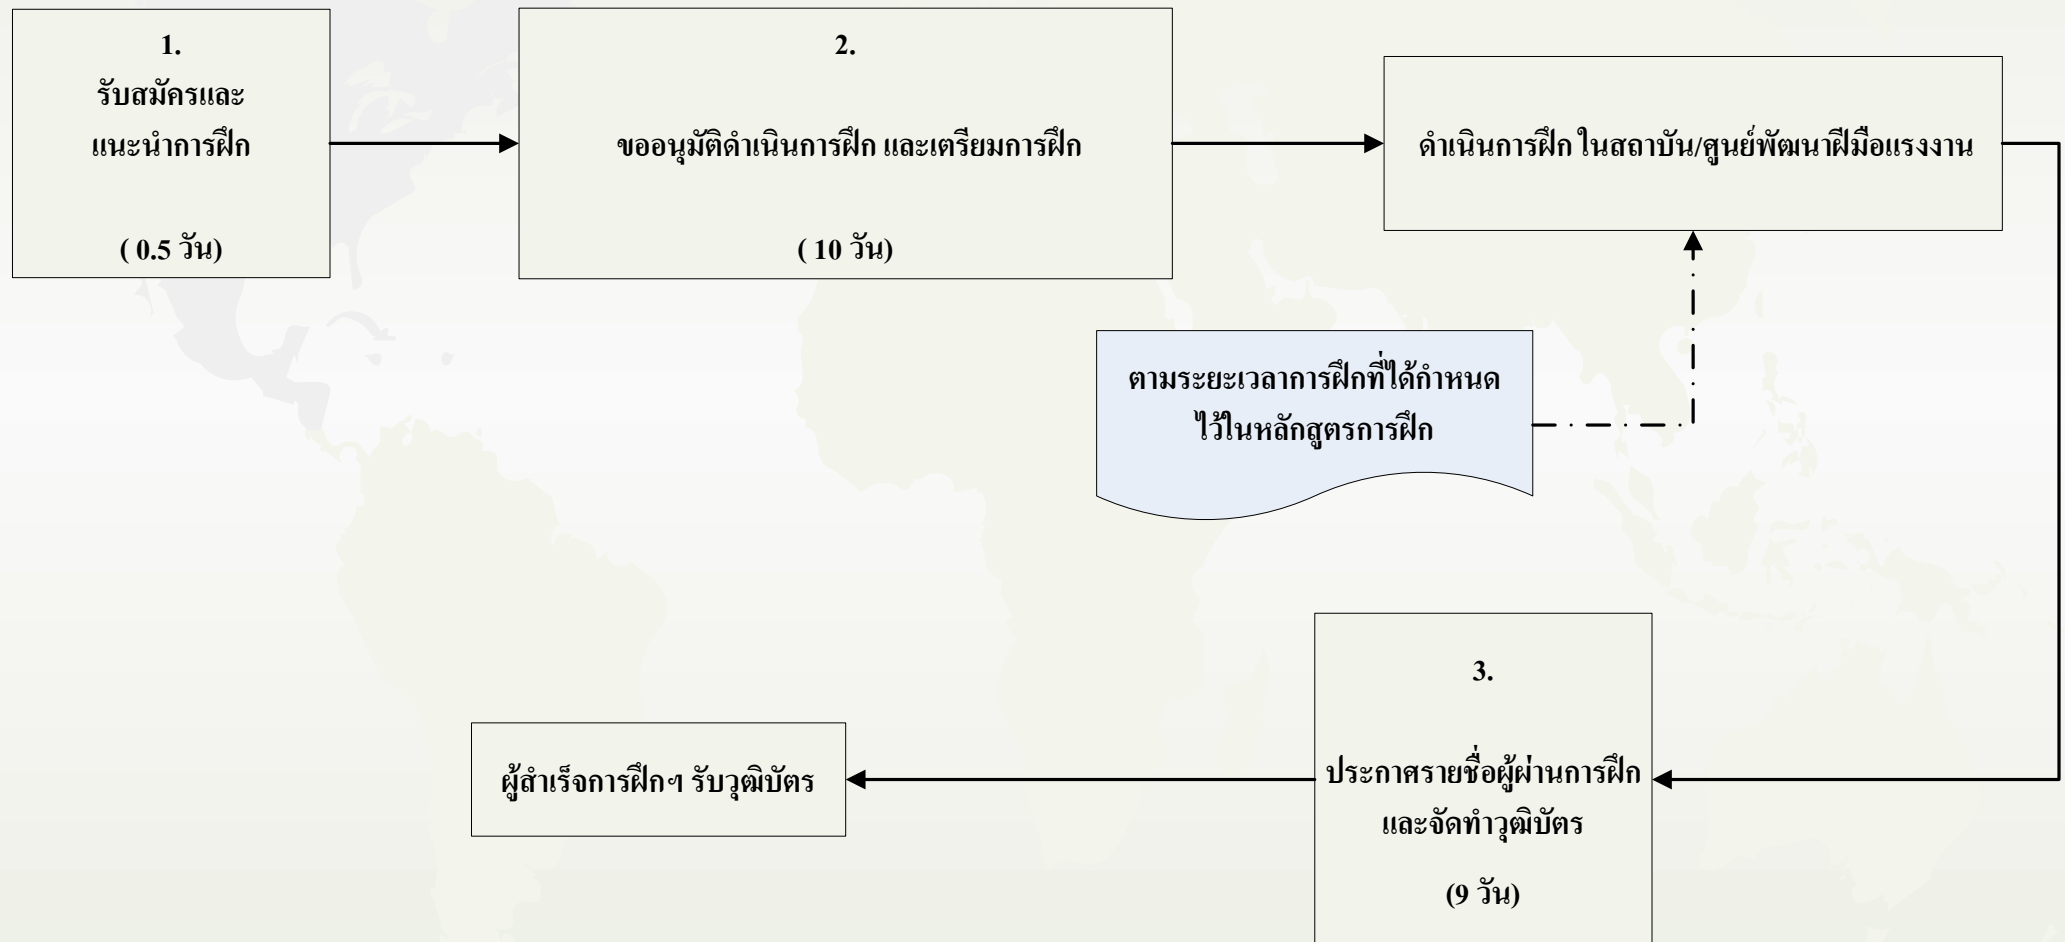 1.
รับสมัครและ
แนะนำการฝึก
( 0.5 วัน)
2.
ขออนุมัติดำเนินการฝึก และเตรียมการฝึก
( 10 วัน)
ดำเนินการฝึก ในสถาบัน/ศูนย์พัฒนาฝีมือแรงงาน
ตามระยะเวลาการฝึกที่ได้กำหนด
ไว้ในหลักสูตรการฝึก
3.
ประกาศรายชื่อผู้ผ่านการฝึก
และจัดทำวุฒิบัตร
(9 วัน)
ผู้สำเร็จการฝึกฯ รับวุฒิบัตร